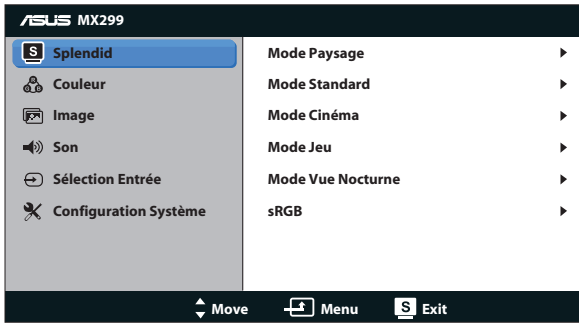 ASUS MX299
S Splendid
Couleur
Image
Son
Sélection Entrée
Configuration Système
Mode Paysage
Mode Standard
Mode Cinéma
Mode Jeu
Mode Vue Nocturne
sRGB
Move Menu S Exit